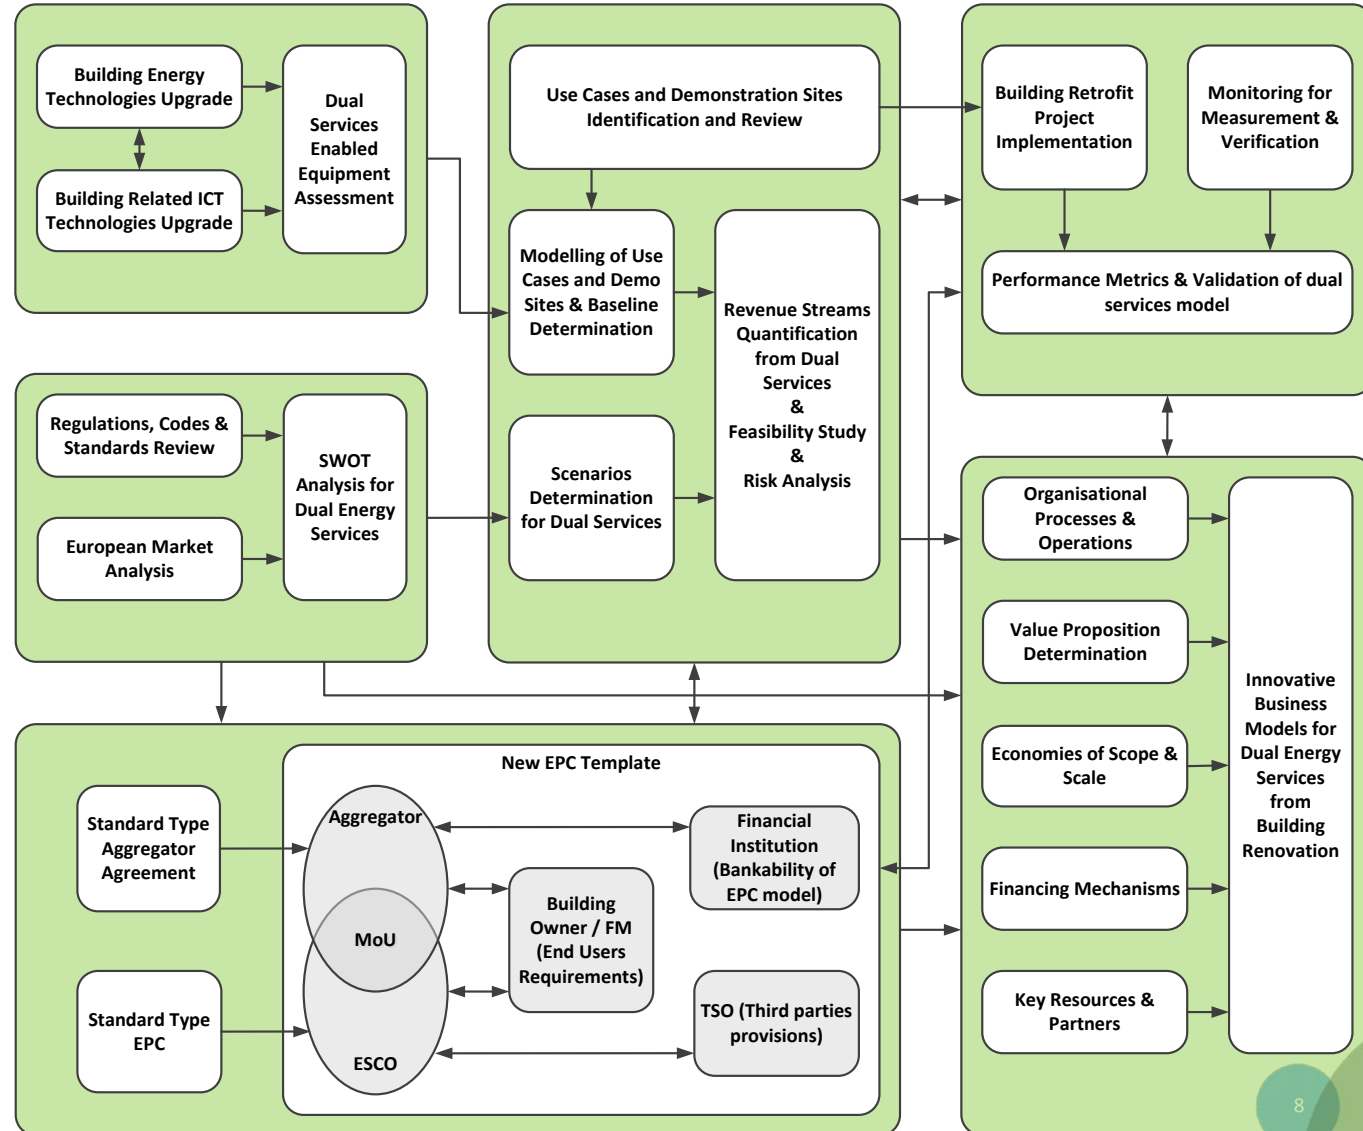 Building Energy
Technologies Upgrade
Building Related ICT
Technologies Upgrade
Dual
Services
Enabled
Equipment
Assessment
Regulations, Codes &
Standards Review
European Market
Analysis
SWOT
Analysis for
Dual Energy
Services
Use Cases and Demonstration Sites
Identification and Review
Modelling of Use
Cases and Demo
Sites & Baseline
Determination
Scenarios
Determination
for Dual Services
Revenue Streams
Quantification
from Dual
Services
&
Feasibility Study
&
Risk Analysis
Building Retrofit
Project
Implementation
Monitoring for
Measurement &
Verification
Performance Metrics & Validation of dual
services model
Organisational
Processes &
Operations
Value Proposition
Determination
Economies of Scope &
Scale
Financing Mechanisms
Key Resources &
Partners
Innovative
Business
Models for
Dual Energy
Services
from
Building
Renovation
New EPC Template
Standard Type
Aggregator
Agreement
Standard Type
EPC
Aggregator
MoU
ESCO
Building
Owner / FM
(End Users
Requirements)
Financial
Institution
(Bankability of
EPC model)
TSO (Third parties
provisions)
8